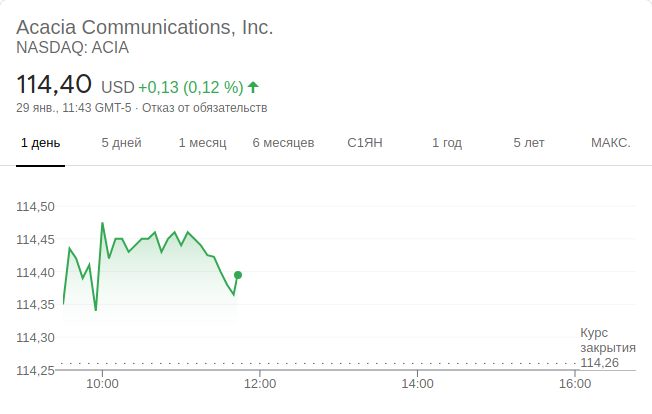 Acacia Communications, Inc.
NASDAQ: ACIA
114,40 USD +0,13 (0,12 %)
29 янв., 11:43 GMT-5 · Отказ от обязательств
1 день 5 дней 1 месяц 6 месяцев С1ЯН 1 год 5 лет МАКС.
114,50
114,45
114,40
114,35
114,30
114,25
Курс
закрытия
114,26
10:00 12:00 14:00 16:00